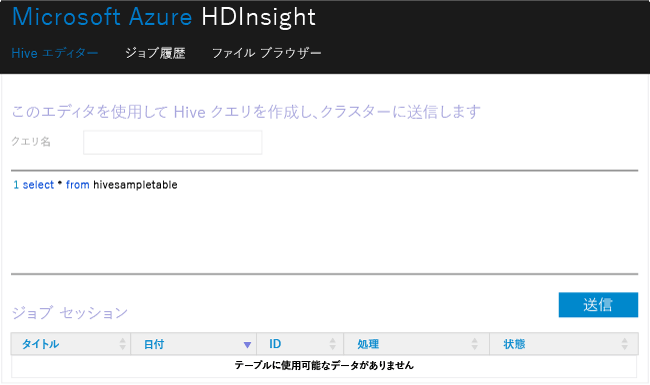 Microsoft Azure HDInsight
Hive エディター ジョブ履歴 ファイル ブラウザー
このエディタを使用して Hive クエリを作成し、クラスターに送信します
クエリ名
1 select * from hivesampletable
送信
ジョブ セッション
タイトル 日付 ID 処理 状態
テーブルに使用可能なデータがありません